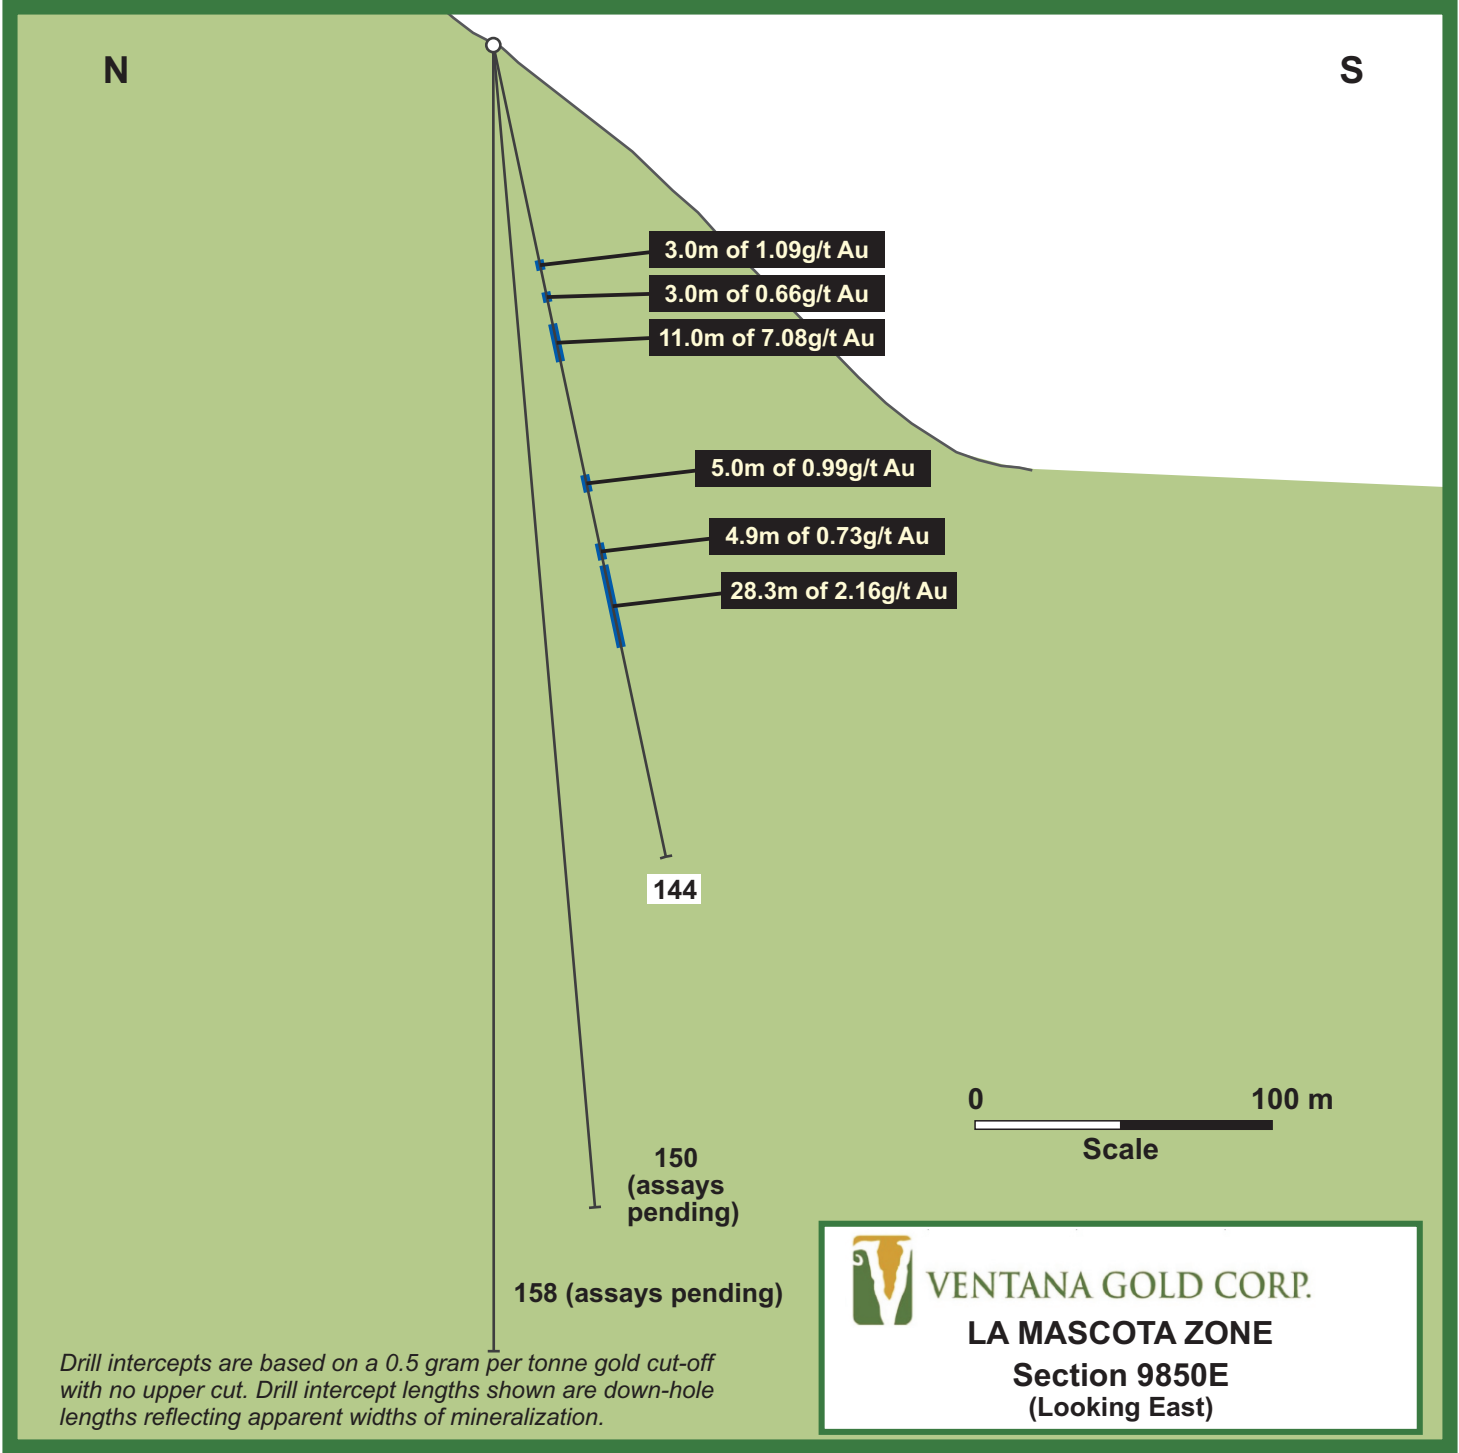 N
S
3.0m of 1.09g/t Au
3.0m of 0.66g/t Au
11.0m of 7.08g/t Au
5.0m of 0.99g/t Au
4.9m of 0.73g/t Au
28.3m of 2.16g/t Au
144
0
100 m
Scale
150
(assays
pending)
158 (assays pending)
Drill intercepts are based on a 0.5 gram per tonne gold cut-off
with no upper cut. Drill intercept lengths shown are down-hole
lengths reflecting apparent widths of mineralization.
VENTANA GOLD CORP.
LA MASCOTA ZONE
Section 9850E
(Looking East)